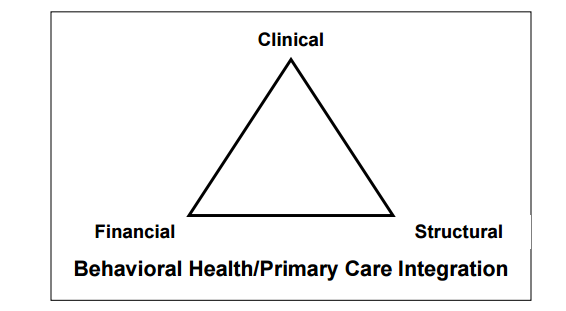 Clinical
Financial Structural
Behavioral Health/Primary Care Integration